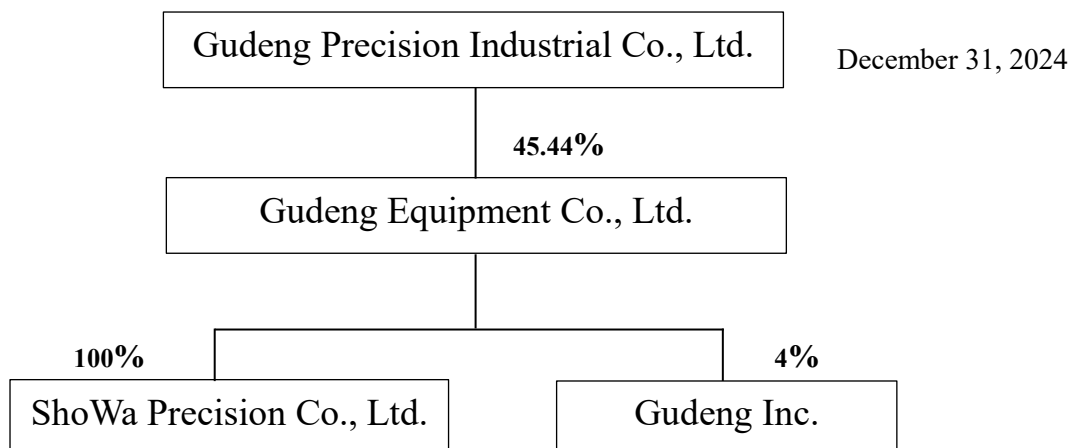 Gudeng Precision Industrial Co., Ltd.
December 31, 2024
45.44%
Gudeng Equipment Co., Ltd.
100%
4%
ShoWa Precision Co., Ltd.
Gudeng Inc.